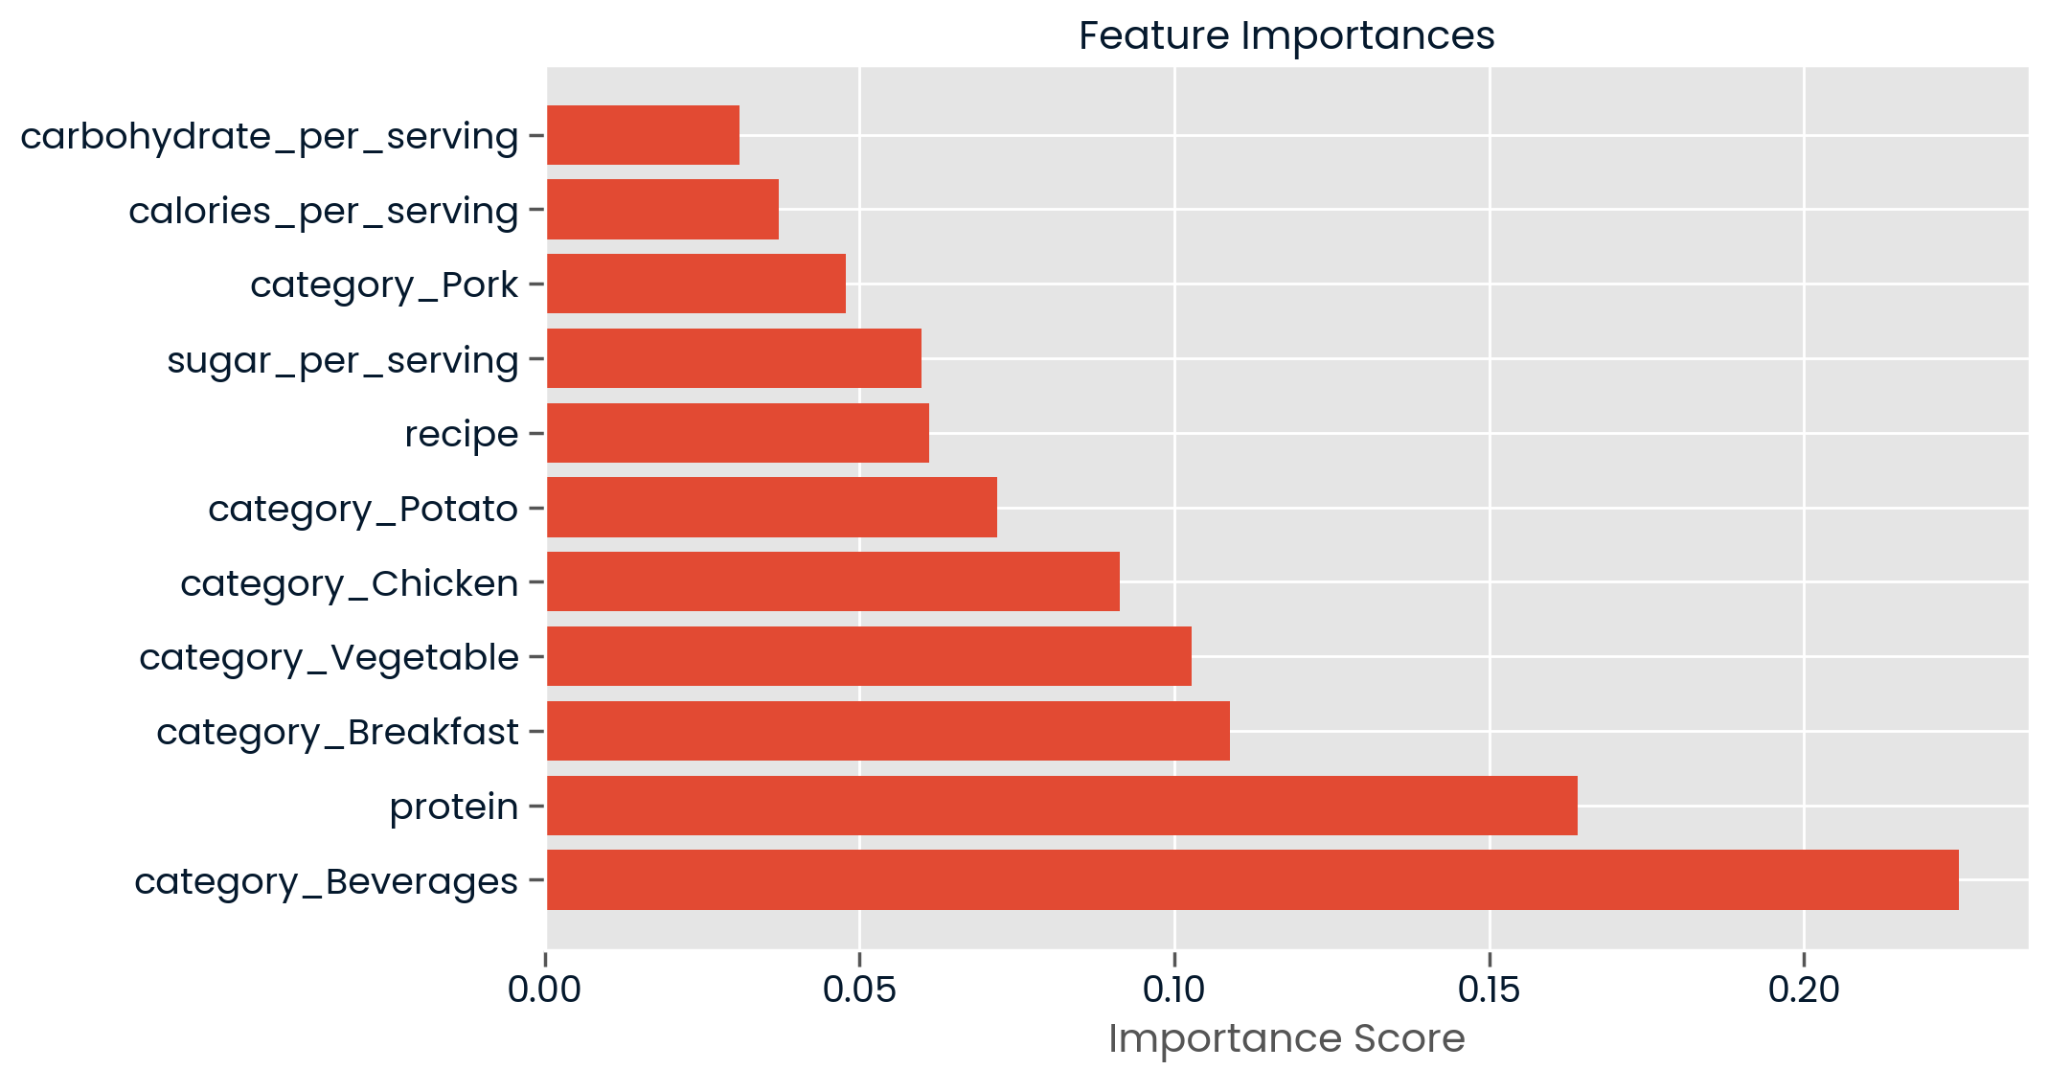 Feature Importances
carbohydrate_per_serving
calories_per_serving
category_Pork
sugar_per_serving
recipe
category_Potato
category_Chicken
category_Vegetable
category_Breakfast
protein
category_Beverages
0.00 0.05 0.10 0.15 0.20
Importance Score